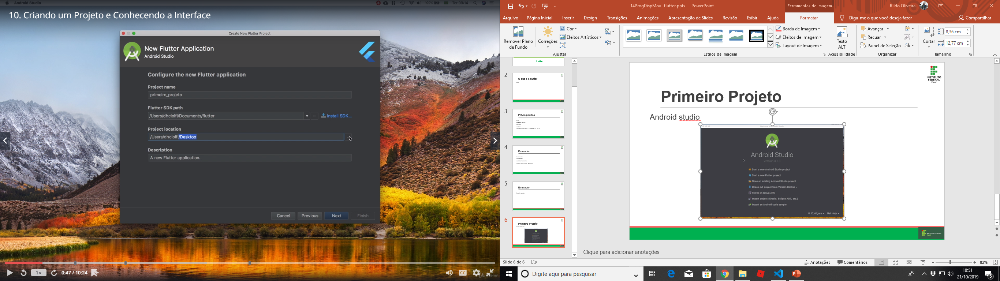 Android Studio
100%
Ter 09:14
10. Criando um Projeto e Conhecendo a Interface
Create New Flutter Project
New Flutter Application
Android Studio
Configure the new Flutter application
Project name
primeiro_projeto
Flutter SDK path
/Users/dhciolfi/Documents/flutter
... Install SDK...
Project location
/Users/dhciolfi/Desktop
Description
A new Flutter application.
Cancel Previous Next Finish
1x
0:47 / 10:24
CC
14ProgDispMov -flutter.pptx - PowerPoint
Ferramentas de Imagem
Rildo Oliveira
Arquivo Página Inicial Inserir Design Transições Animações Apresentação de Slides Revisão Exibir Ajuda Formatar Diga-me o que você deseja fazer Compartilhar
Remover Plano de Fundo
Correções
Cor
Efeitos Artísticos
Ajustar
Estilos de Imagem
Borda de Imagem
Efeitos de Imagem
Layout de Imagem
Texto ALT
Acessibilidade
Avançar
Recuar
Painel de Seleção
Organizar
Cortar
8,36 cm
12,77 cm
Tamanho
Flutter
2
O que é o flutter
3
Pré-requisitos
4
Emulador
5
Emulador
6
Primeiro Projeto
INSTITUTO
FEDERAL
Piauí
Primeiro Projeto
Android studio
Welcome to Android Studio
Android Studio
Version 3.1.3
Start a new Android Studio project
Start a new Flutter project
Open an existing Android Studio project
Check out project from Version Control
Profile or debug APK
Import project (Gradle, Eclipse ADT, etc.)
Import an Android code sample
Configure Get Help
INSTITUTO FEDERAL
Clique para adicionar anotações
Slide 6 de 6
Anotações
Comentários
82%
Digite aqui para pesquisar
10:51
21/10/2019
5